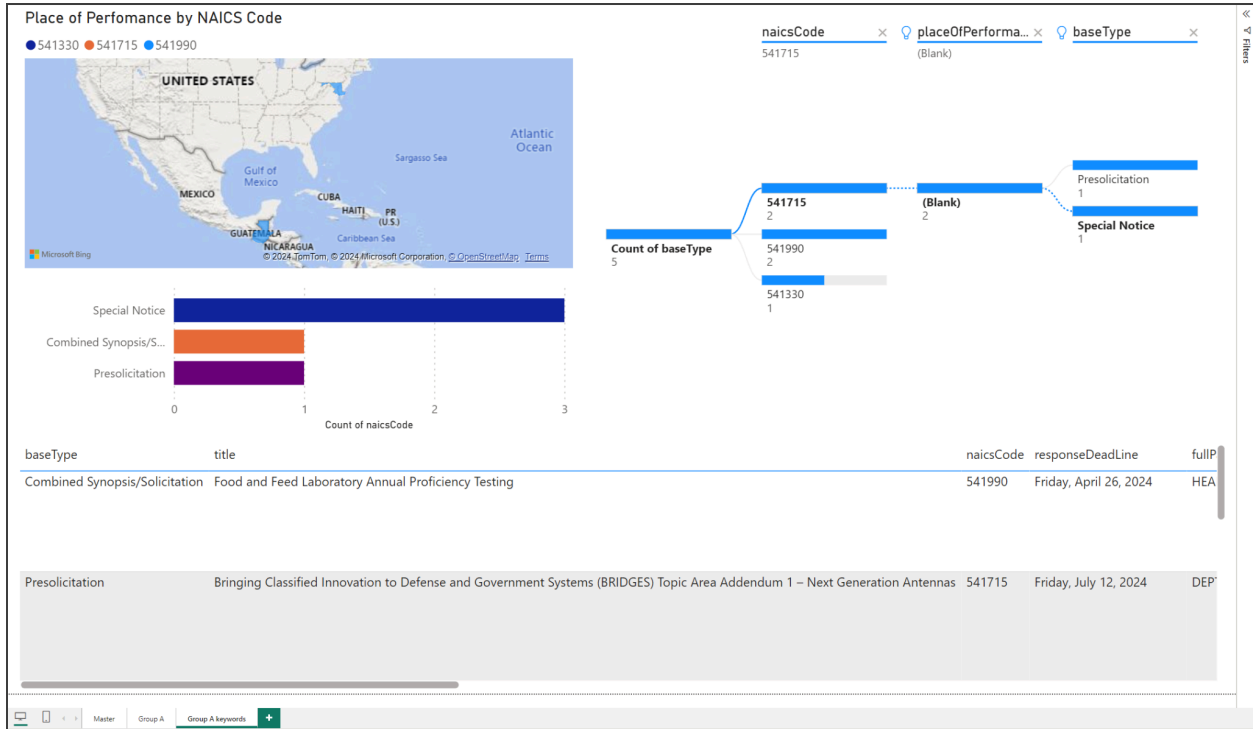 Place of Perfomance by NAICS Code
541330 541715 541990
UNITED STATES
Atlantic
Ocean
Sargasso Sea
Gulf of
Mexico
MEXICO
CUBA
HAITI
PR
(U.S.)
GUATEMALA
Caribbean Sea
NICARAGUA
Microsoft Bing
© 2024 TomTom, © 2024 Microsoft Corporation, © OpenStreetMap Terms
Special Notice
Combined Synopsis/S...
Presolicitation
0 1 2 3
Count of naicsCode
naicsCode placeOfPerforma... baseType
541715 (Blank)
Count of baseType
5
541715
2
541990
2
541330
1
(Blank)
2
Presolicitation
1
Special Notice
1
Filters
baseType title naicsCode responseDeadLine fullP
Combined Synopsis/Solicitation Food and Feed Laboratory Annual Proficiency Testing 541990 Friday, April 26, 2024 HEA
Presolicitation Bringing Classified Innovation to Defense and Government Systems (BRIDGES) Topic Area Addendum 1 – Next Generation Antennas 541715 Friday, July 12, 2024 DEP
Master Group A Group A keywords +